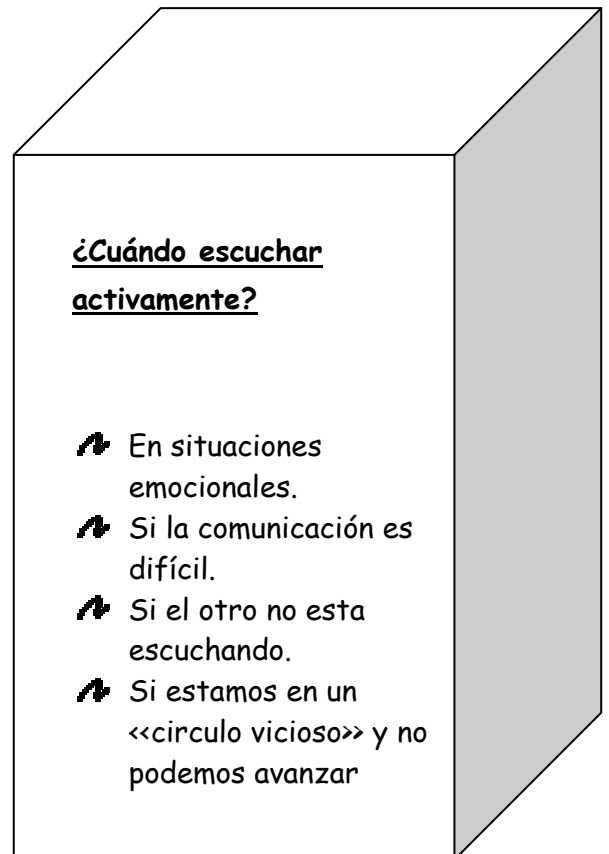 ¿Cuándo escuchar
activamente?
En situaciones
emocionales.
Si la comunicación es
difícil.
Si el otro no esta
escuchando.
Si estamos en un
<<circulo vicioso>> y no
podemos avanzar